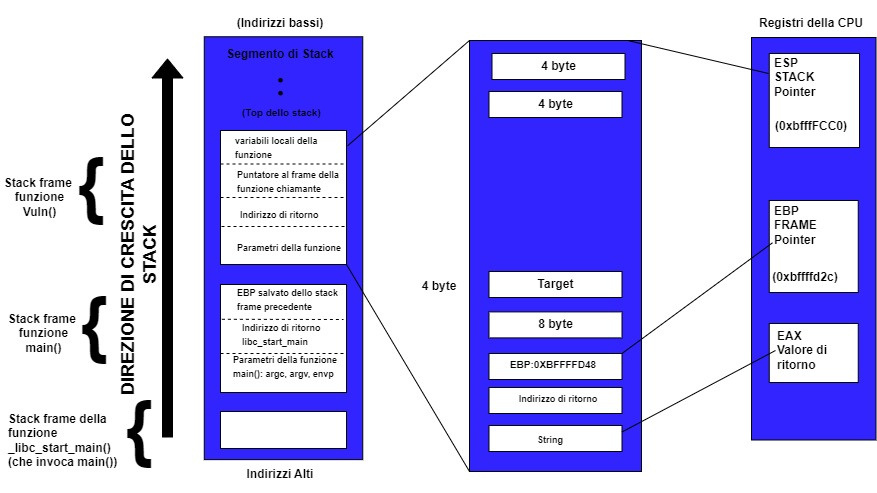 (Indirizzi bassi)
Segmento di Stack
(Top dello stack)
variabili locali della
funzione
Puntatore al frame della
funzione chiamante
Indirizzo di ritorno
Parametri della funzione
EBP salvato dello stack
frame precedente
Indirizzo di ritorno
libc_start_main
Parametri della funzione
main(): argc, argv, envp
Indirizzi Alti
DIREZIONE DI CRESCITA DELLO
STACK
Stack frame
funzione
Vuln()
Stack frame
funzione
main()
Stack frame della
funzione
_libc_start_main()
(che invoca main())
4 byte
4 byte
4 byte
Target
8 byte
EBP:0XBFFFFD48
Indirizzo di ritorno
String
Registri della CPU
ESP
STACK
Pointer
(0xbfffFCC0)
EBP
FRAME
Pointer
(0xbffffd2c)
EAX
Valore di
ritorno